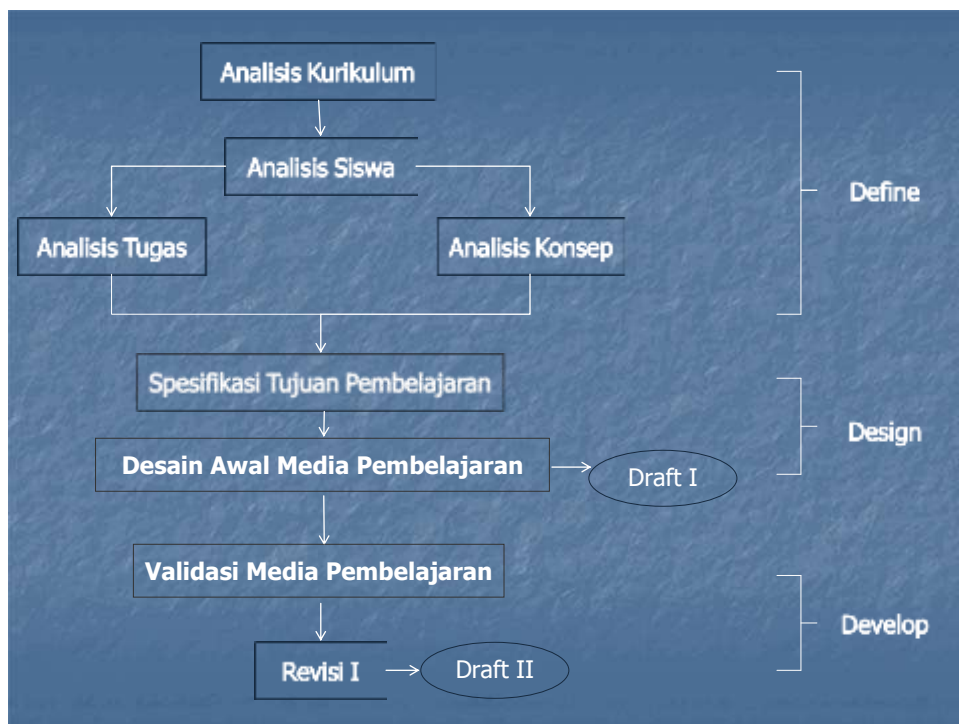 Analisis Kurikulum
Analisis Siswa
Define
Analisis Tugas
Analisis Konsep
Spesifikasi Tujuan Pembelajaran
Design
Desain Awal Media Pembelajaran
Draft I
Validasi Media Pembelajaran
Develop
Revisi I
Draft II